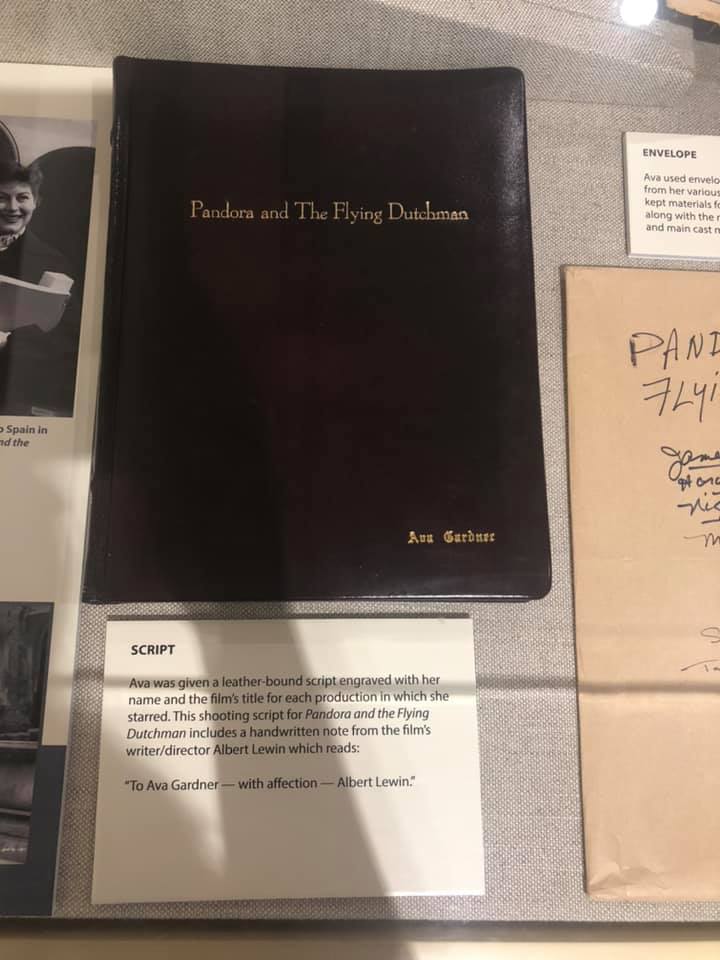 Pandora and The Flying Dutchman
Ava Gardner
SCRIPT
Ava was given a leather-bound script engraved with her
name and the film's title for each production in which she
starred. This shooting script for Pandora and the Flying
Dutchman includes a handwritten note from the film's
writer/director Albert Lewin which reads:
"To Ava Gardner — with affection — Albert Lewin."
o Spain in
nd the
ENVELOPE
Ava used envelo
from her various
kept materials fo
along with the
and main cast
PAND
FLyi
Jame